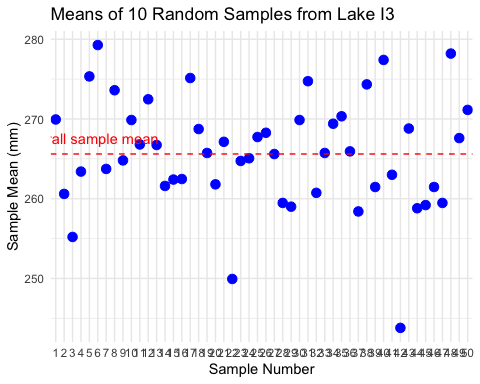 Means of 10 Random Samples from Lake I3
280
270
260
250
all sample mean
Sample Mean (mm)
1 2 3 4 5 6 7 8 9 10 11 12 13 14 15 16 17 18 19 20 21 22 23 24 25 26 27 28 29 30 31 32 33 34 35 36 37 38 39 40 41 42 43 44 45 46 47 48 49 50
Sample Number